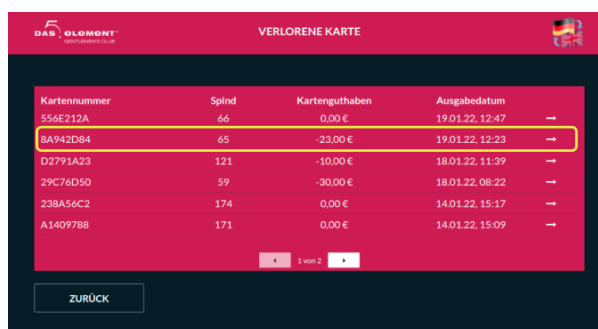 DAS ELEMENT
GENTLEMEN'S CLUB
VERLORENE KARTE
Kartennummer Spind Kartenguthaben Ausgabedatum
556E212A 66 0,00 € 19.01.22, 12:47 →
8A942D84 65 -23,00 € 19.01.22, 12:23 →
D2791A23 121 -10,00 € 18.01.22, 11:39 →
29C76D50 59 -30,00 € 18.01.22, 08:22 →
238A56C2 174 0,00 € 14.01.22, 15:17 →
A1409788 171 0,00 € 14.01.22, 15:09 →
1 von 2
ZURÜCK